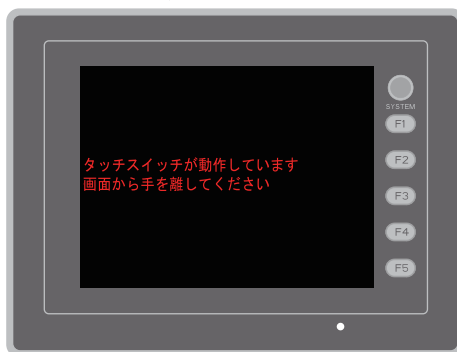 SYSTEM
F1
F2
タッチスイッチが動作しています
画面から手を離してください
F3
F4
F5